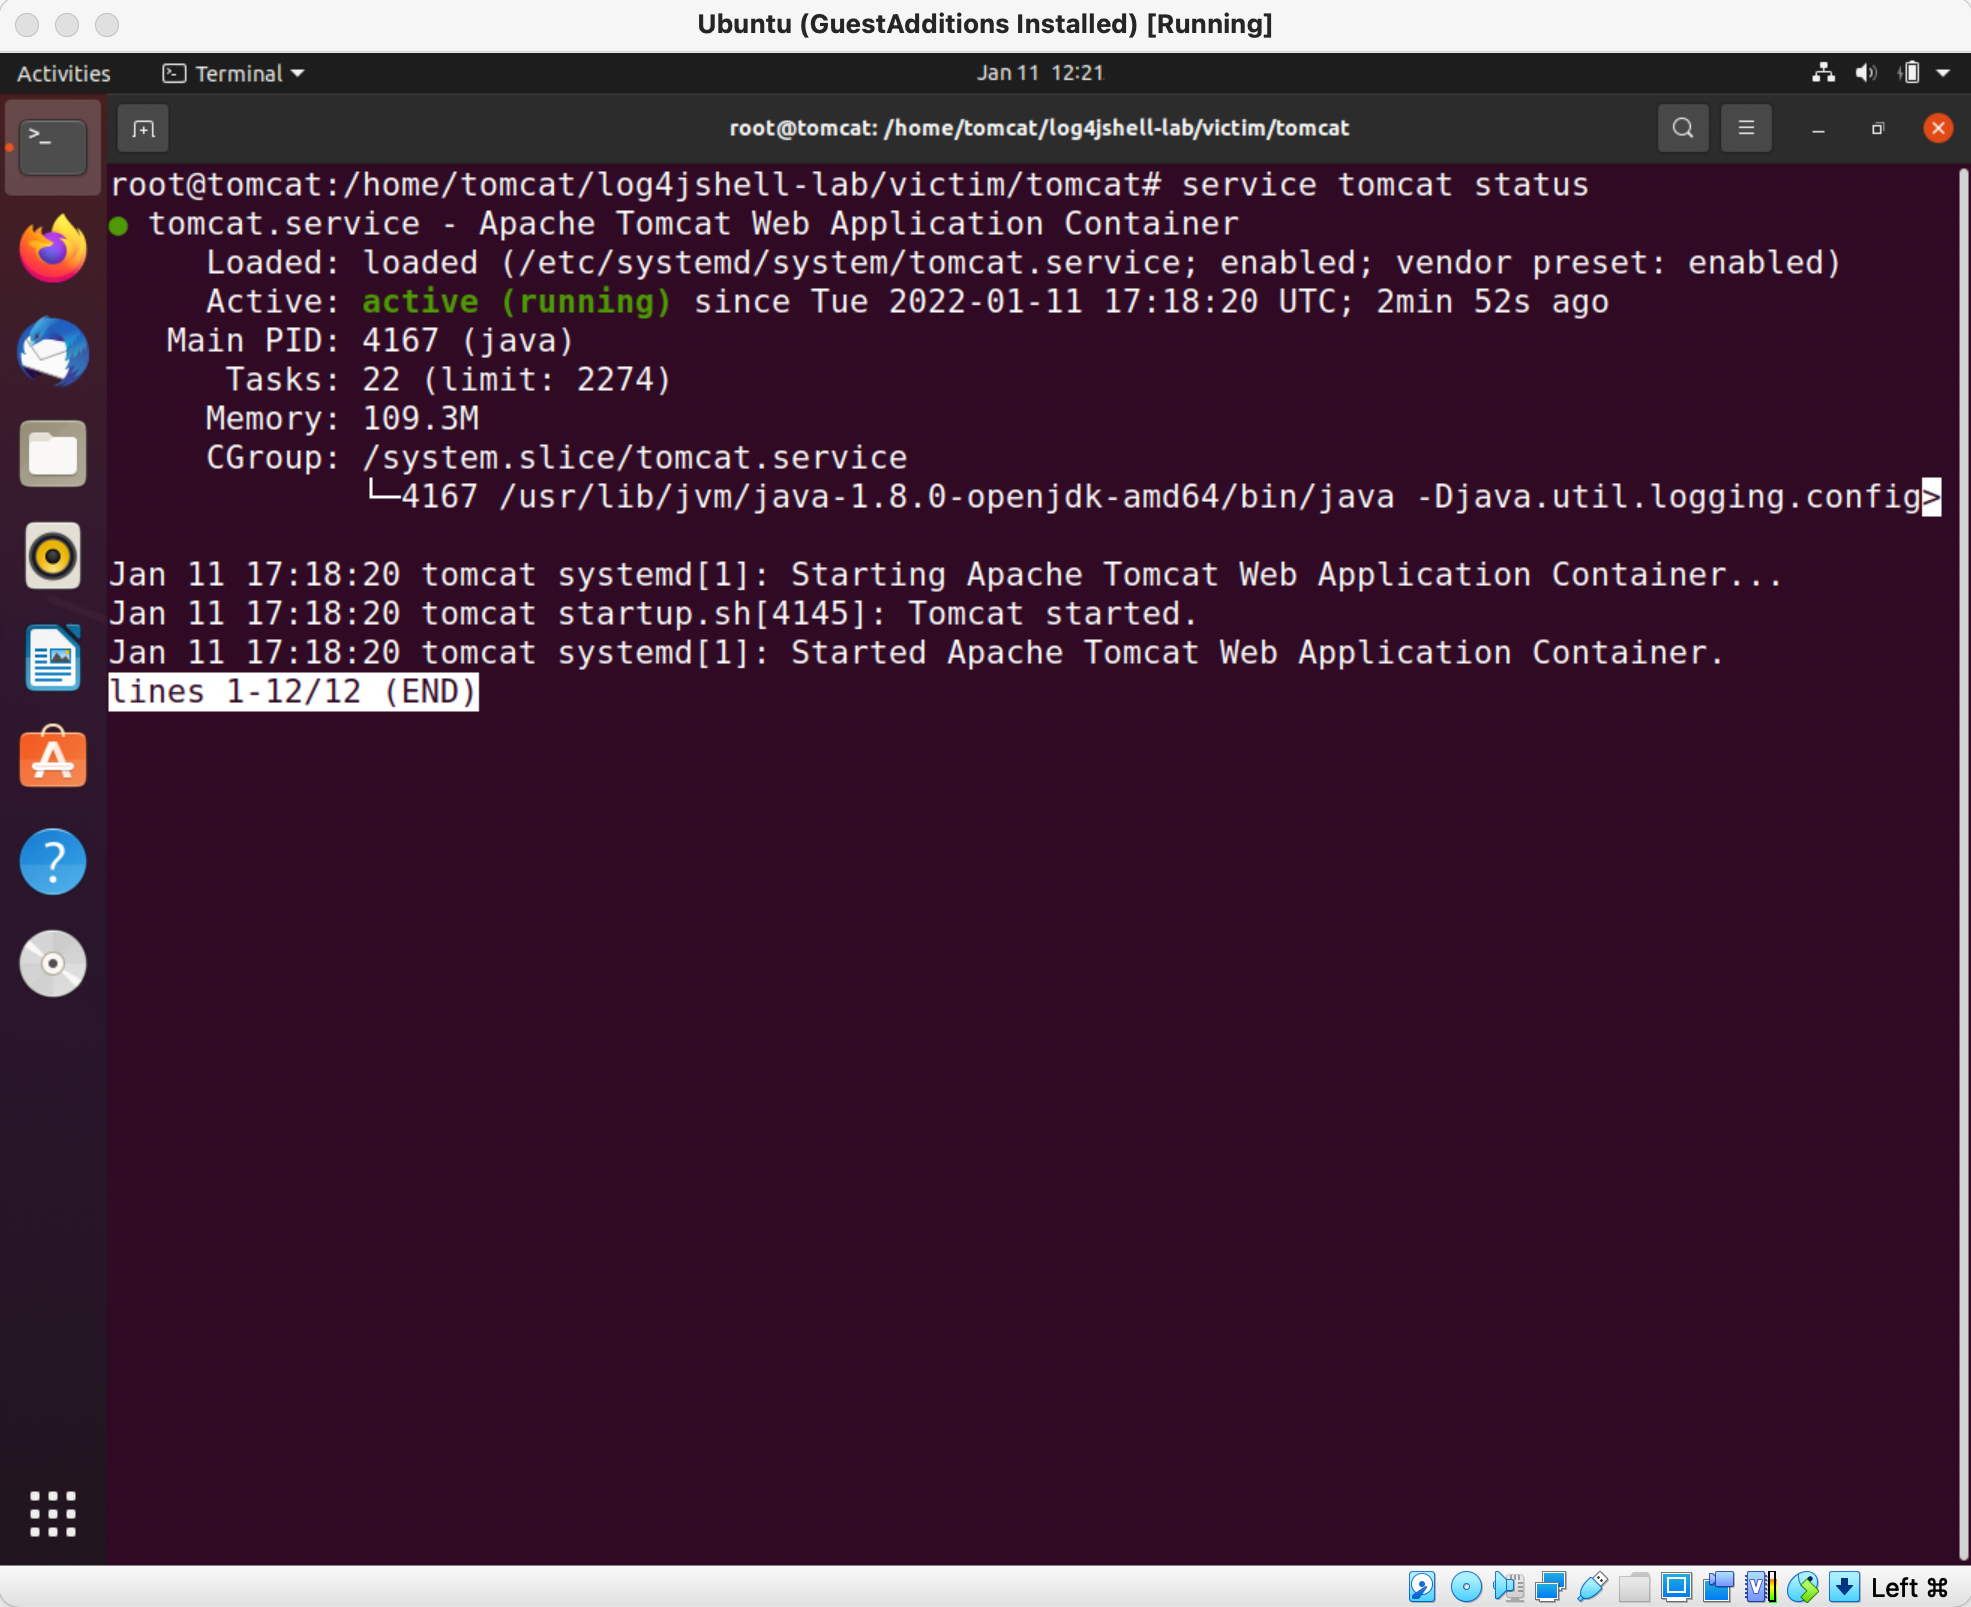 Ubuntu (GuestAdditions Installed) [Running]
Activities Terminal Jan 11 12:21
root@tomcat: /home/tomcat/log4jshell-lab/victim/tomcat
root@tomcat:/home/tomcat/log4jshell-lab/victim/tomcat# service tomcat status
● tomcat.service - Apache Tomcat Web Application Container
Loaded: loaded (/etc/systemd/system/tomcat.service; enabled; vendor preset: enabled)
Active: active (running) since Tue 2022-01-11 17:18:20 UTC; 2min 52s ago
Main PID: 4167 (java)
Tasks: 22 (limit: 2274)
Memory: 109.3M
CGroup: /system.slice/tomcat.service
└─4167 /usr/lib/jvm/java-1.8.0-openjdk-amd64/bin/java -Djava.util.logging.config>
Jan 11 17:18:20 tomcat systemd[1]: Starting Apache Tomcat Web Application Container...
Jan 11 17:18:20 tomcat startup.sh[4145]: Tomcat started.
Jan 11 17:18:20 tomcat systemd[1]: Started Apache Tomcat Web Application Container.
lines 1-12/12 (END)
Left ⌘